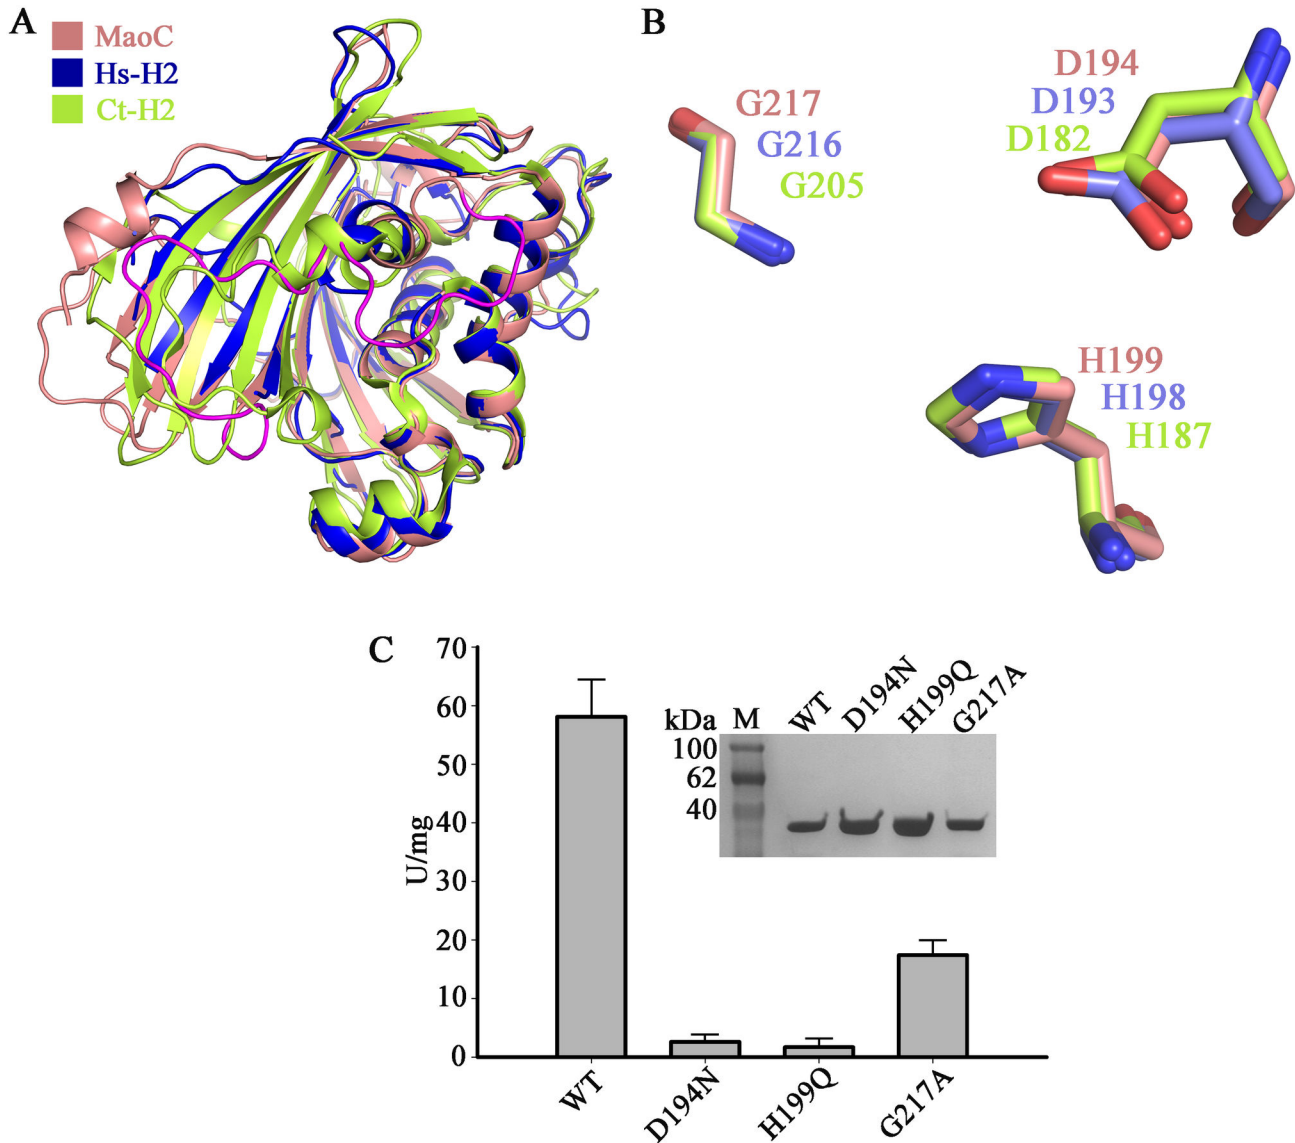 A
MaoC
Hs-H2
Ct-H2
B
G217
G216
G205
D194
D193
D182
H199
H198
H187
C
U/mg
70
60
50
40
30
20
10
0
WT
D194N
H199Q
G217A
kDa
M
WT
D194N
H199Q
G217A
100
62
40